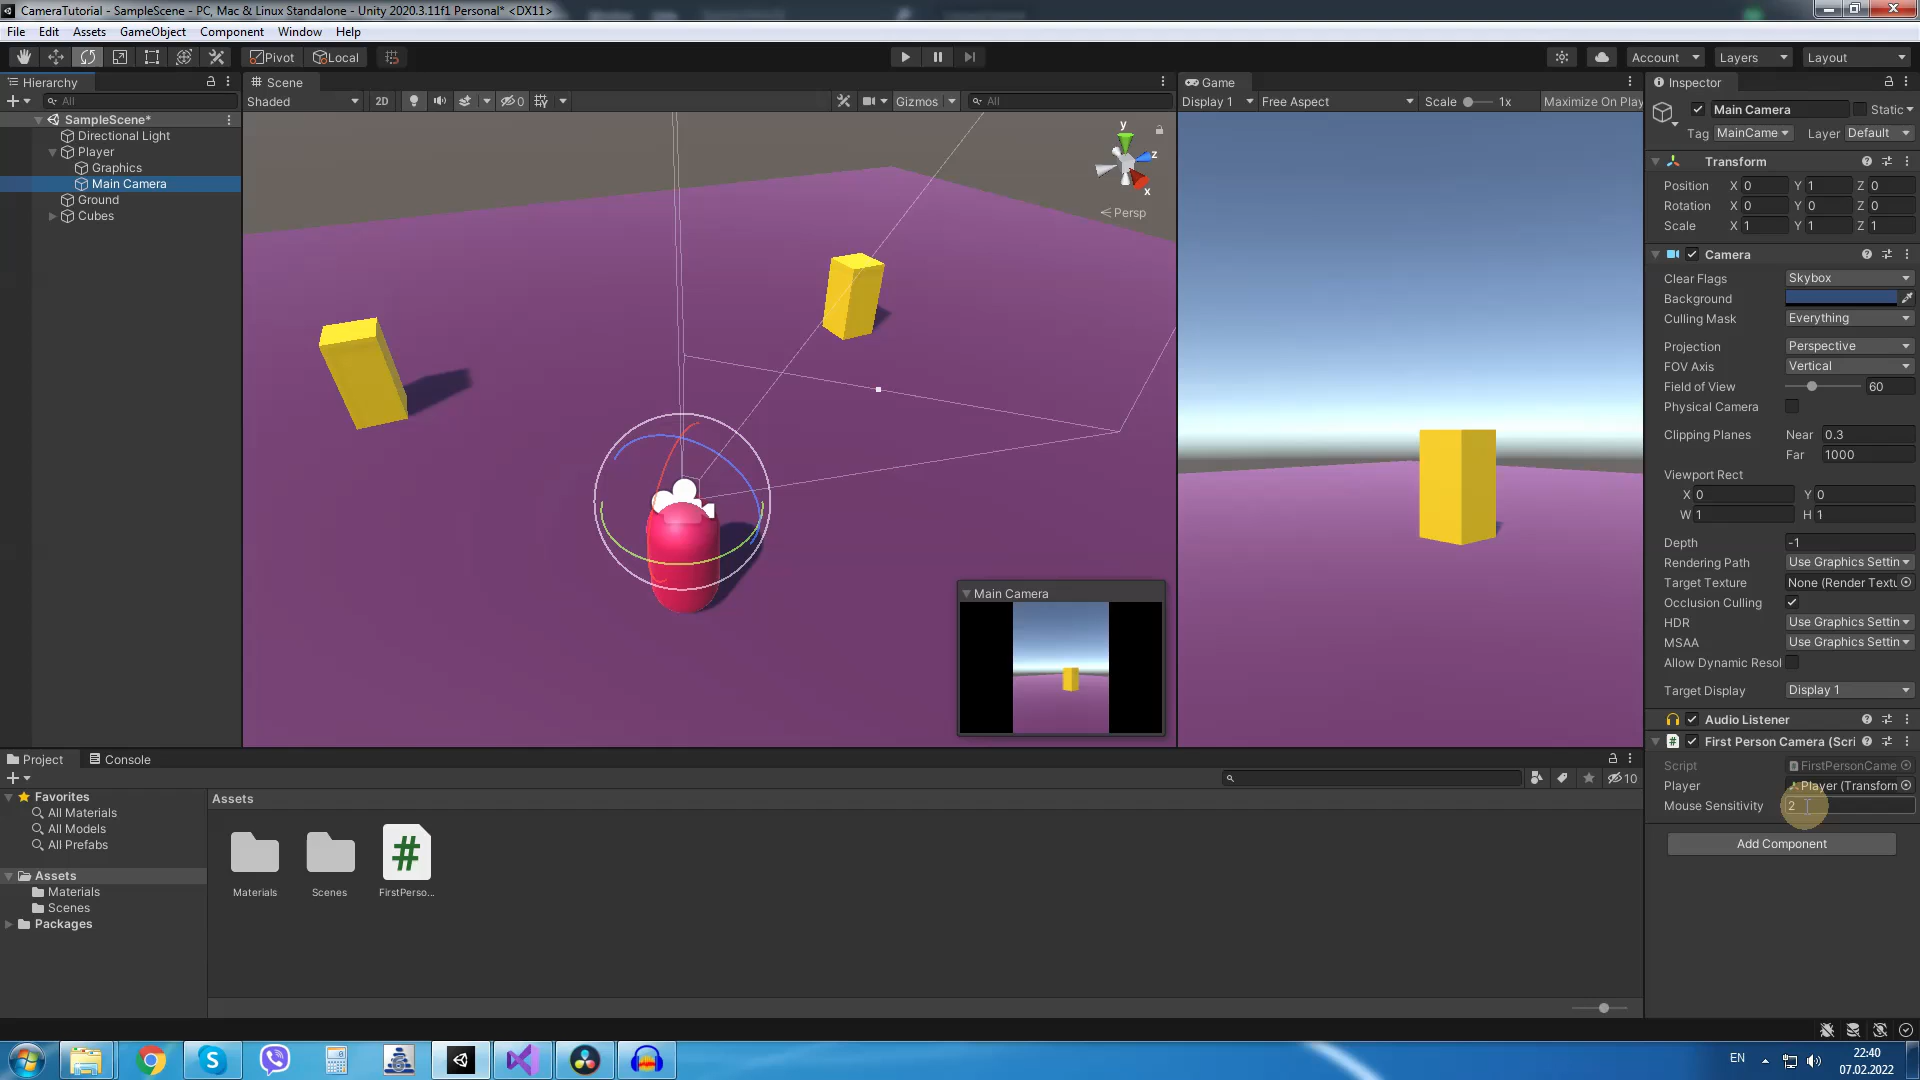 CameraTutorial - SampleScene - PC, Mac & Linux Standalone - Unity 2020.3.11f1 Personal* <DX11>
File Edit Assets GameObject Component Window Help
Pivot Local Account Layers Layout
Hierarchy
All
SampleScene*
Directional Light
Player
Graphics
Main Camera
Ground
Cubes
Scene
Shaded 2D 0 Gizmos All
y
z
x
Persp
Main Camera
Game
Display 1 Free Aspect Scale 1x Maximize On Play
Inspector
Main Camera Static
Tag MainCame Layer Default
Transform
Position X 0 Y 1 Z 0
Rotation X 0 Y 0 Z 0
Scale X 1 Y 1 Z 1
Camera
Clear Flags Skybox
Background
Culling Mask Everything
Projection Perspective
FOV Axis Vertical
Field of View 60
Physical Camera
Clipping Planes Near 0.3
Far 1000
Viewport Rect
X 0 Y 0
W 1 H 1
Depth -1
Rendering Path Use Graphics Settin
Target Texture None (Render Textu
Occlusion Culling
HDR Use Graphics Settin
MSAA Use Graphics Settin
Allow Dynamic Resol
Target Display Display 1
Audio Listener
# First Person Camera (Scri
Script FirstPersonCame
Player Player (Transform
Mouse Sensitivity 2
Add Component
Project Console
10
Favorites
All Materials
All Models
All Prefabs
Assets
Materials
Scenes
Packages
Assets
Materials
Scenes
#
FirstPerso...
EN
22:40
07.02.2022